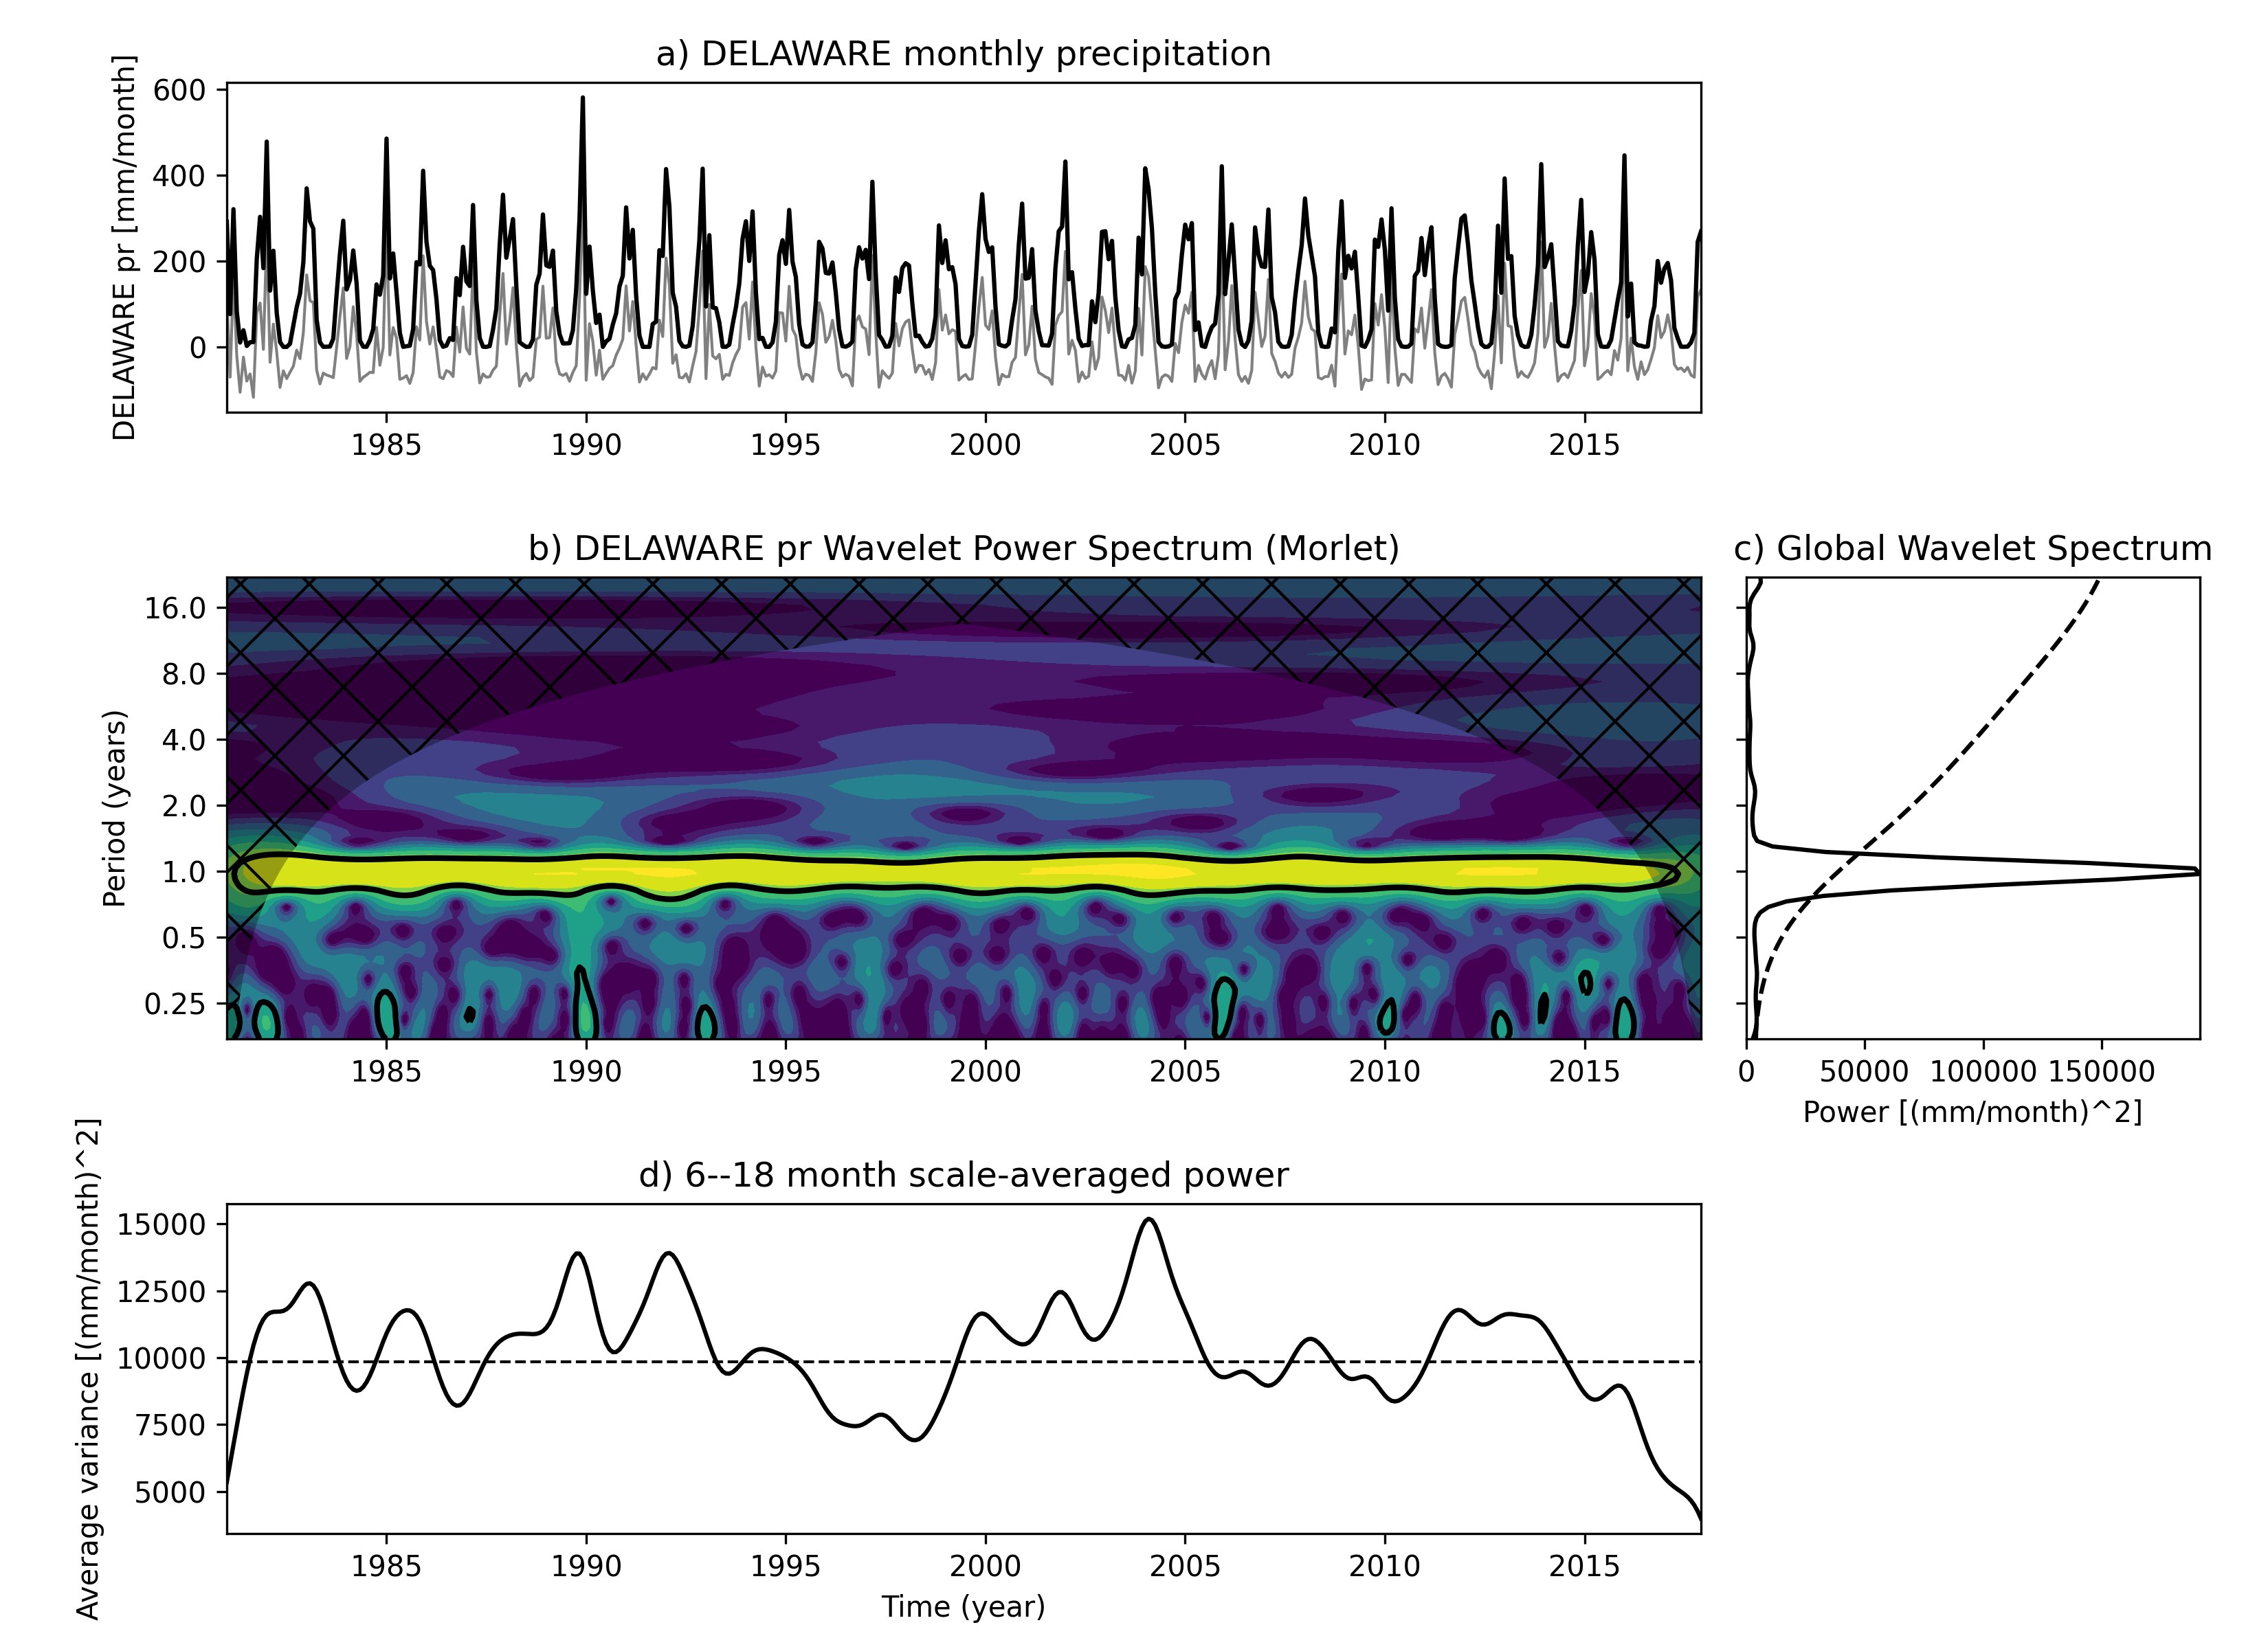 a) DELAWARE monthly precipitation
DELAWARE pr [mm/month]
600
400
200
0
1985 1990 1995 2000 2005 2010 2015
b) DELAWARE pr Wavelet Power Spectrum (Morlet)
Period (years)
16.0
8.0
4.0
2.0
1.0
0.5
0.25
1985 1990 1995 2000 2005 2010 2015
c) Global Wavelet Spectrum
0 50000 100000 150000
Power [(mm/month)^2]
d) 6--18 month scale-averaged power
Average variance [(mm/month)^2]
15000
12500
10000
7500
5000
1985 1990 1995 2000 2005 2010 2015
Time (year)